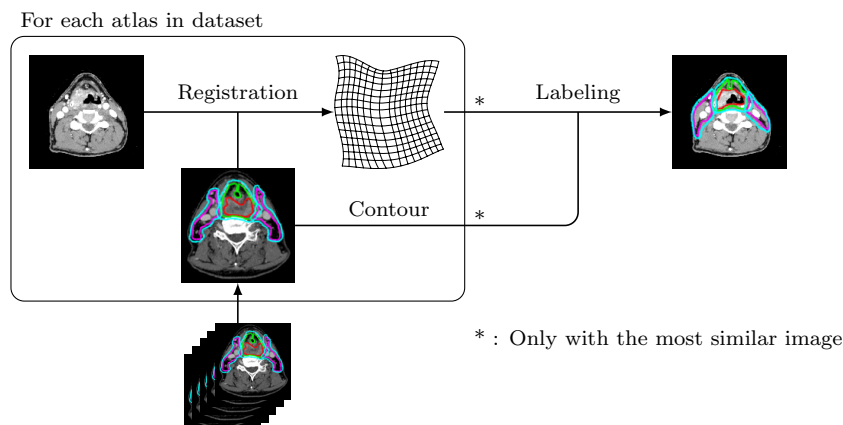 For each atlas in dataset
Registration
*
Labeling
Contour
*
* : Only with the most similar image